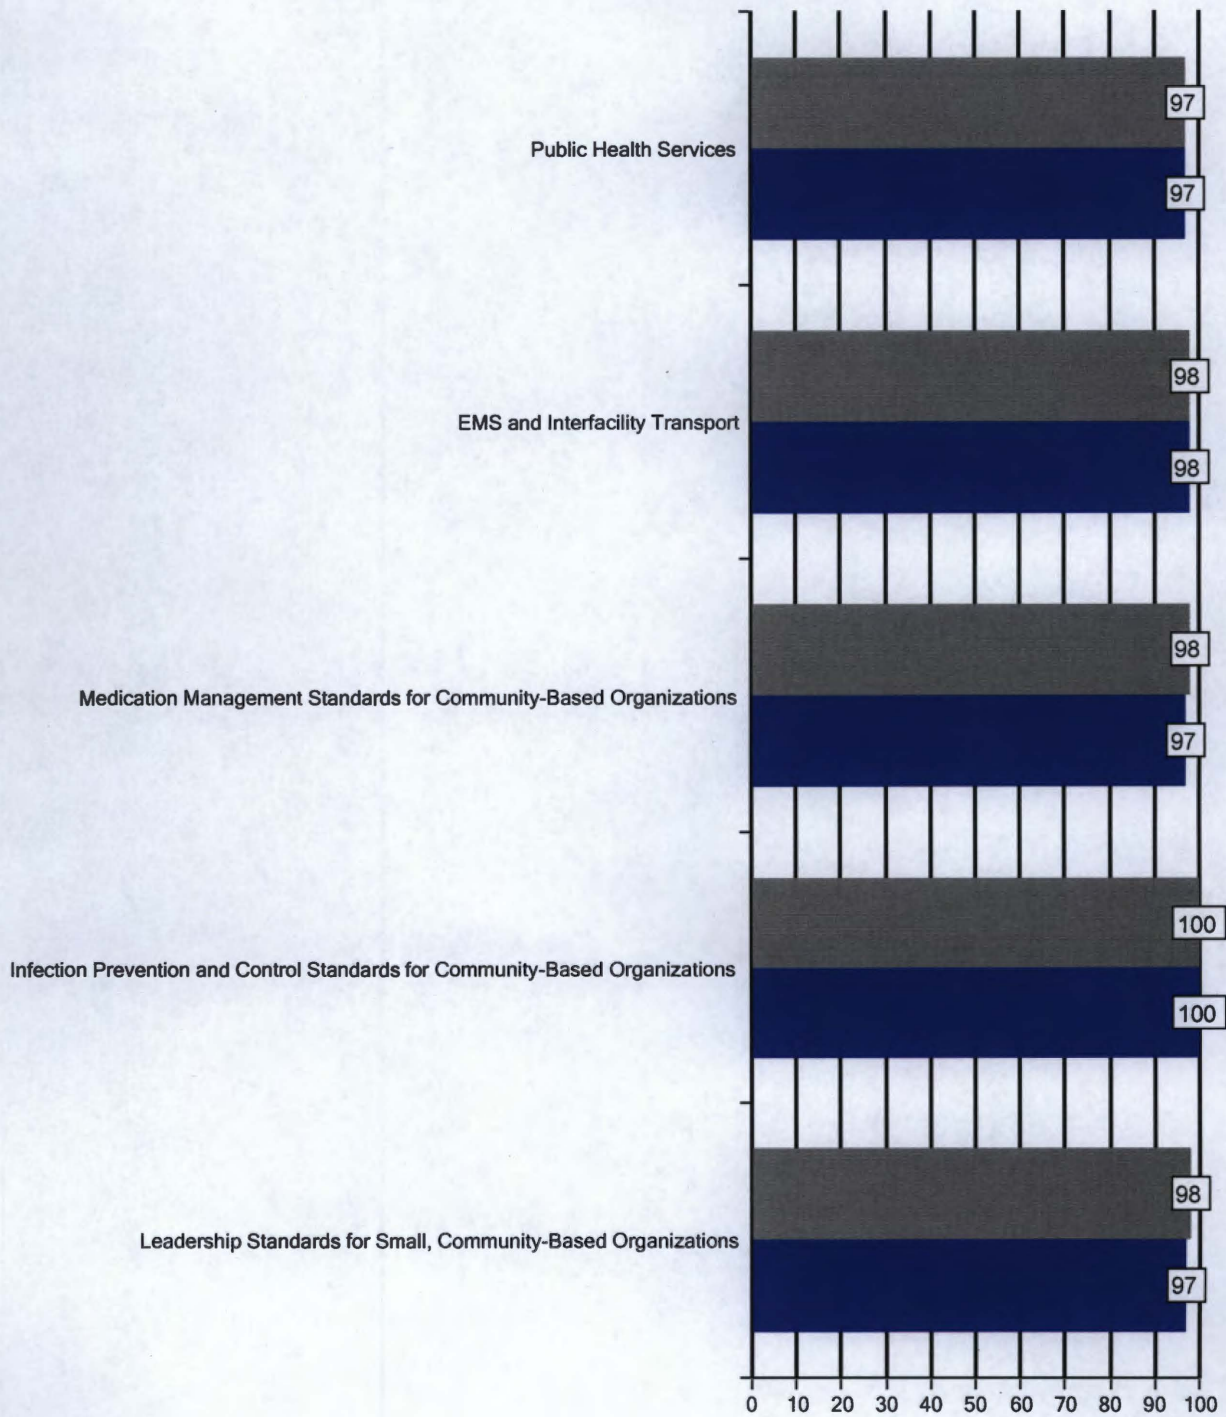 97
Public Health Services
97
98
EMS and Interfacility Transport
98
98
Medication Management Standards for Community-Based Organizations
97
100
Infection Prevention and Control Standards for Community-Based Organizations
100
98
Leadership Standards for Small, Community-Based Organizations
97
0 10 20 30 40 50 60 70 80 90 100